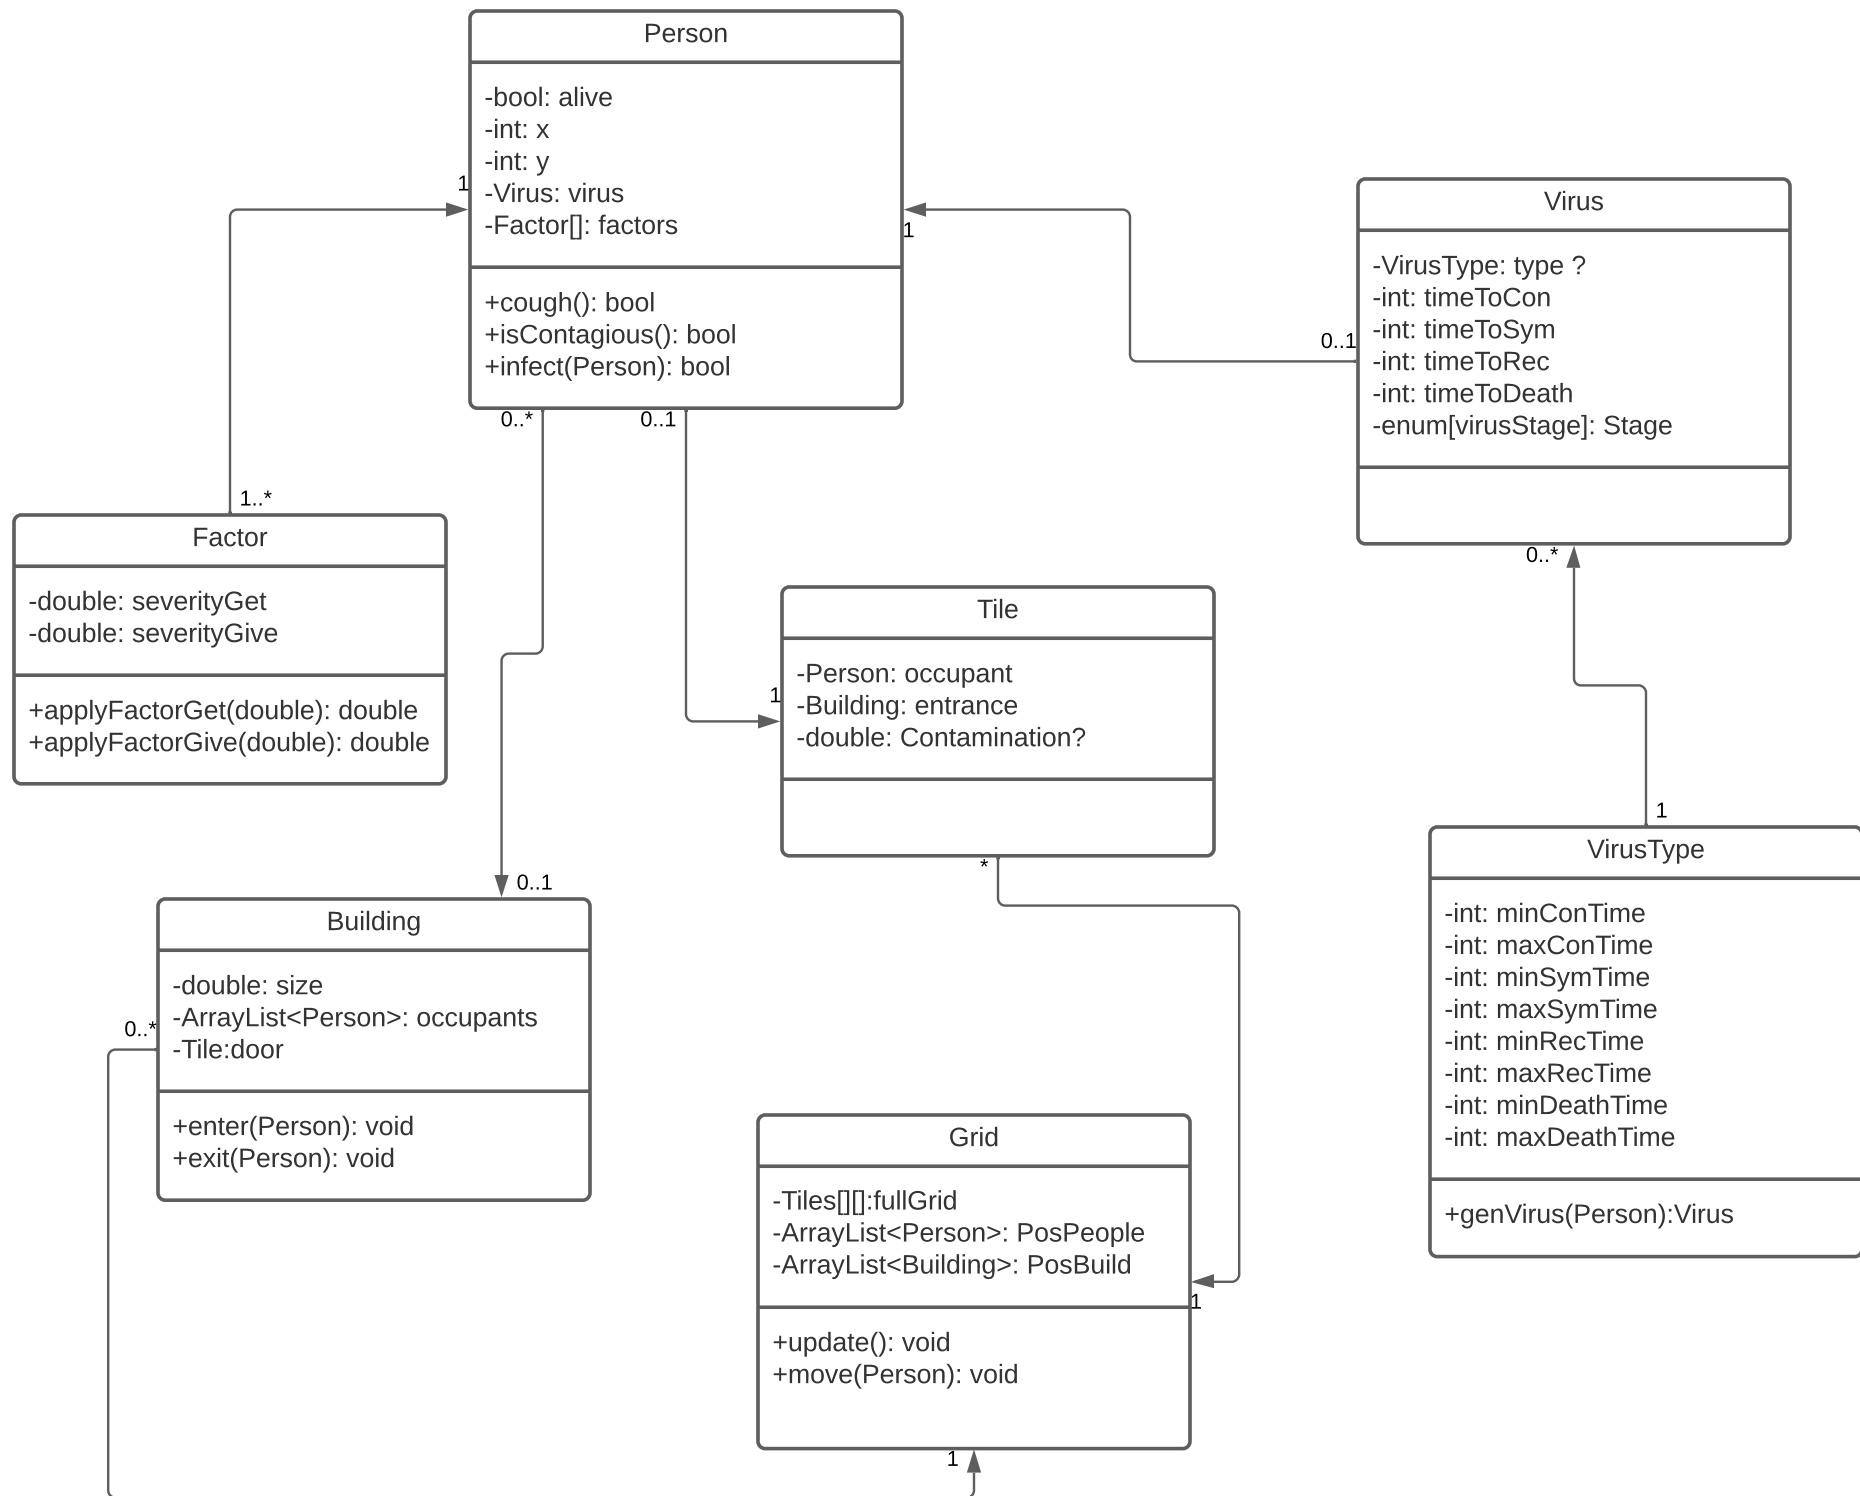 Person
-bool: alive
-int: x
-int: y
-Virus: virus
-Factor[]: factors
+cough(): bool
+isContagious(): bool
+infect(Person): bool
1
1
0..*
0..1
Virus
-VirusType: type ?
-int: timeToCon
-int: timeToSym
-int: timeToRec
-int: timeToDeath
-enum[virusStage]: Stage
0..1
0..*
1..*
Factor
-double: severityGet
-double: severityGive
+applyFactorGet(double): double
+applyFactorGive(double): double
Tile
-Person: occupant
-Building: entrance
-double: Contamination?
1
*
1
VirusType
-int: minConTime
-int: maxConTime
-int: minSymTime
-int: maxSymTime
-int: minRecTime
-int: maxRecTime
-int: minDeathTime
-int: maxDeathTime
+genVirus(Person):Virus
0..1
Building
-double: size
-ArrayList<Person>: occupants
-Tile:door
+enter(Person): void
+exit(Person): void
0..*
Grid
-Tiles[][]:fullGrid
-ArrayList<Person>: PosPeople
-ArrayList<Building>: PosBuild
+update(): void
+move(Person): void
1
1